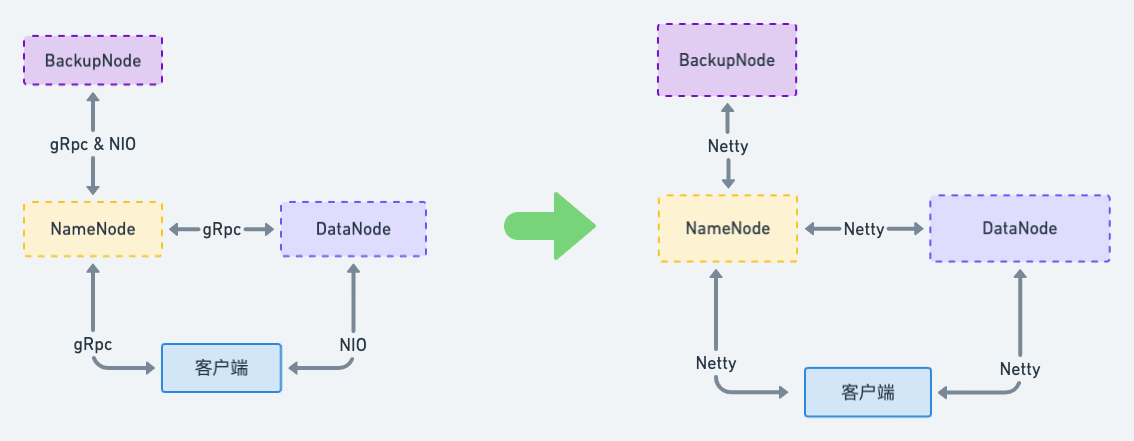 BackupNode
gRpc & NIO
NameNode
gRpc
DataNode
gRpc
NIO
客户端
BackupNode
Netty
NameNode
Netty
DataNode
Netty
Netty
客户端